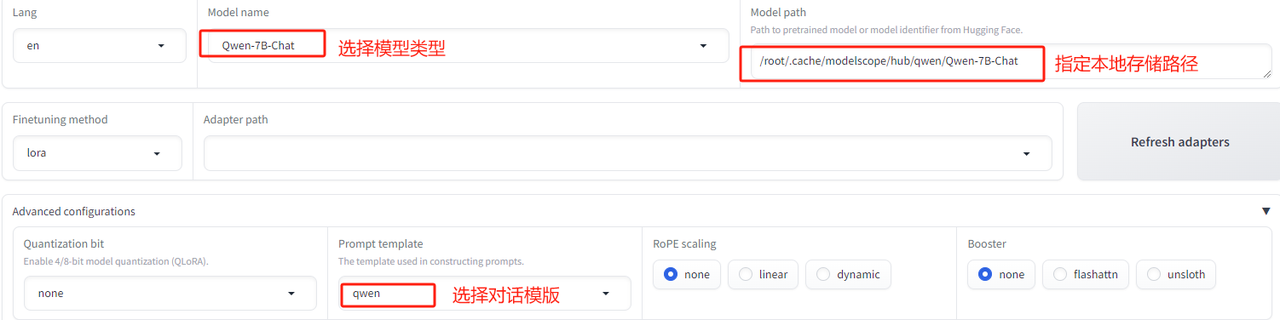 Lang
en
Model name
Qwen-7B-Chat
选择模型类型
Model path
Path to pretrained model or model identifier from Hugging Face.
/root/.cache/modelscope/hub/qwen/Qwen-7B-Chat
指定本地存储路径
Finetuning method
lora
Adapter path
Refresh adapters
Advanced configurations
Quantization bit
Enable 4/8-bit model quantization (QLoRA).
none
Prompt template
The template used in constructing prompts.
qwen
选择对话模版
RoPE scaling
none
linear
dynamic
Booster
none
flashattn
unsloth